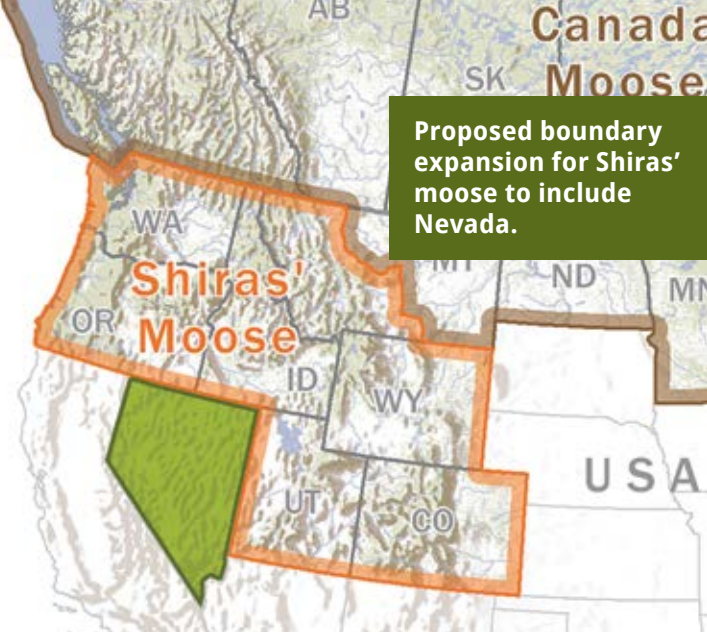 AB
Canada
Moose
SK
Proposed boundary
expansion for Shiras’
moose to include
Nevada.
WA
MT
ND
MN
Shiras'
Moose
OR
ID
WY
USA
UT
CO